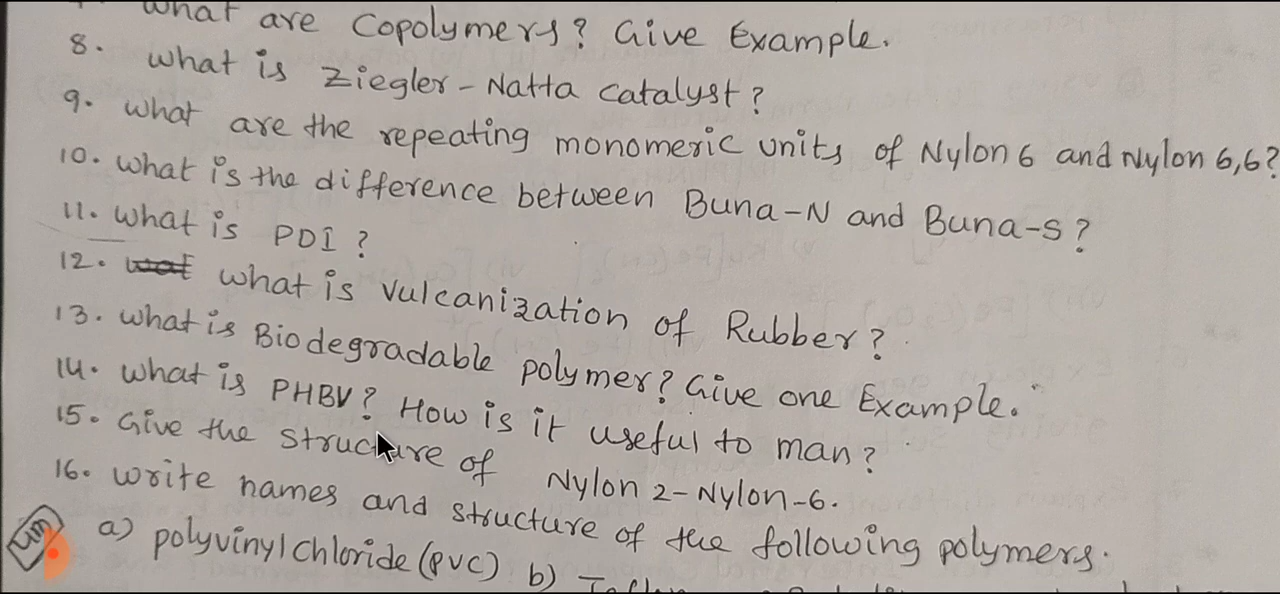 What are Copolymers? Give Example.
8. What is Ziegler-Natta catalyst?
9. What are the repeating monomeric units of Nylon 6 and Nylon 6,6?
10. What is the difference between Buna-N and Buna-S?
11. What is PDI?
12. What is Vulcanization of Rubber?
13. What is Biodegradable polymer? Give one Example.
14. What is PHBV? How is it useful to man?
15. Give the structure of Nylon 2-Nylon-6.
16. Write names and structure of the following polymers.
a) polyvinyl chloride (PVC) b)